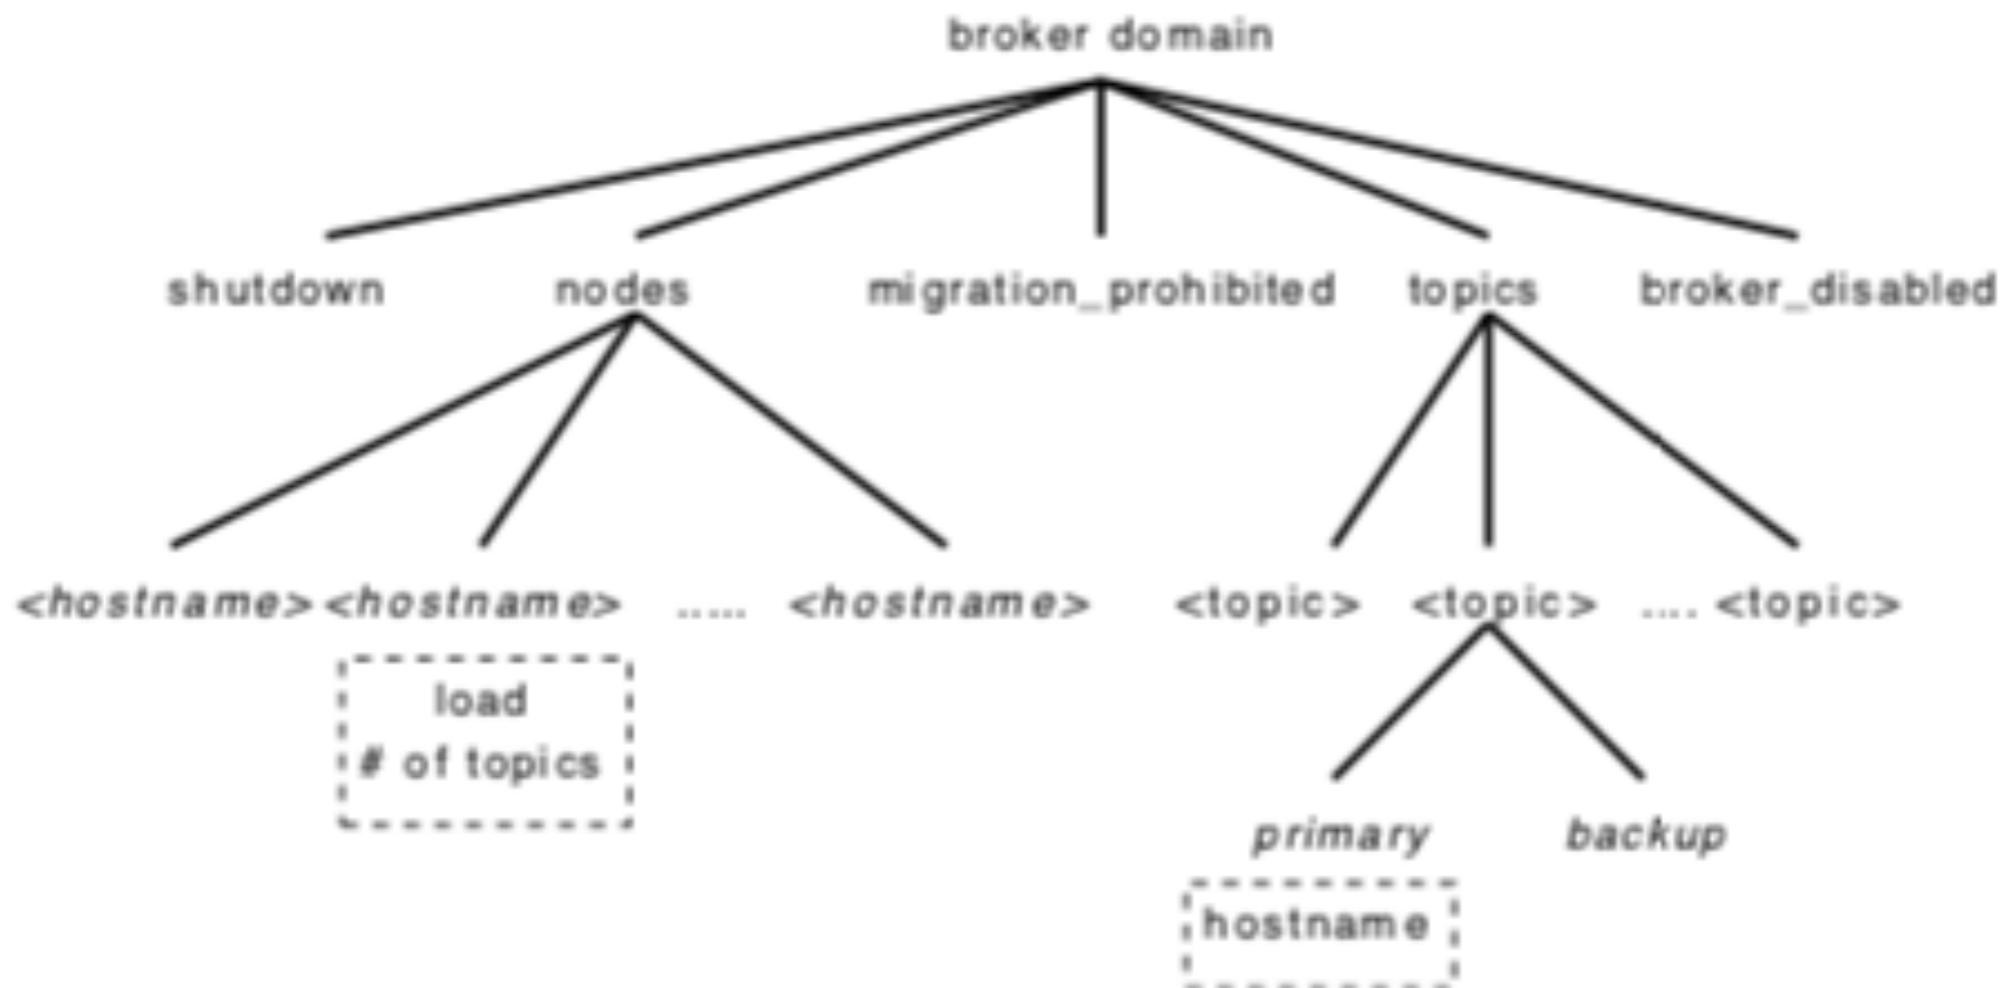 broker domain
shutdown nodes migration_prohibited topics broker_disabled
<hostname> <hostname> ..... <hostname> <topic> <topic> .... <topic>
load
# of topics
primary backup
hostname